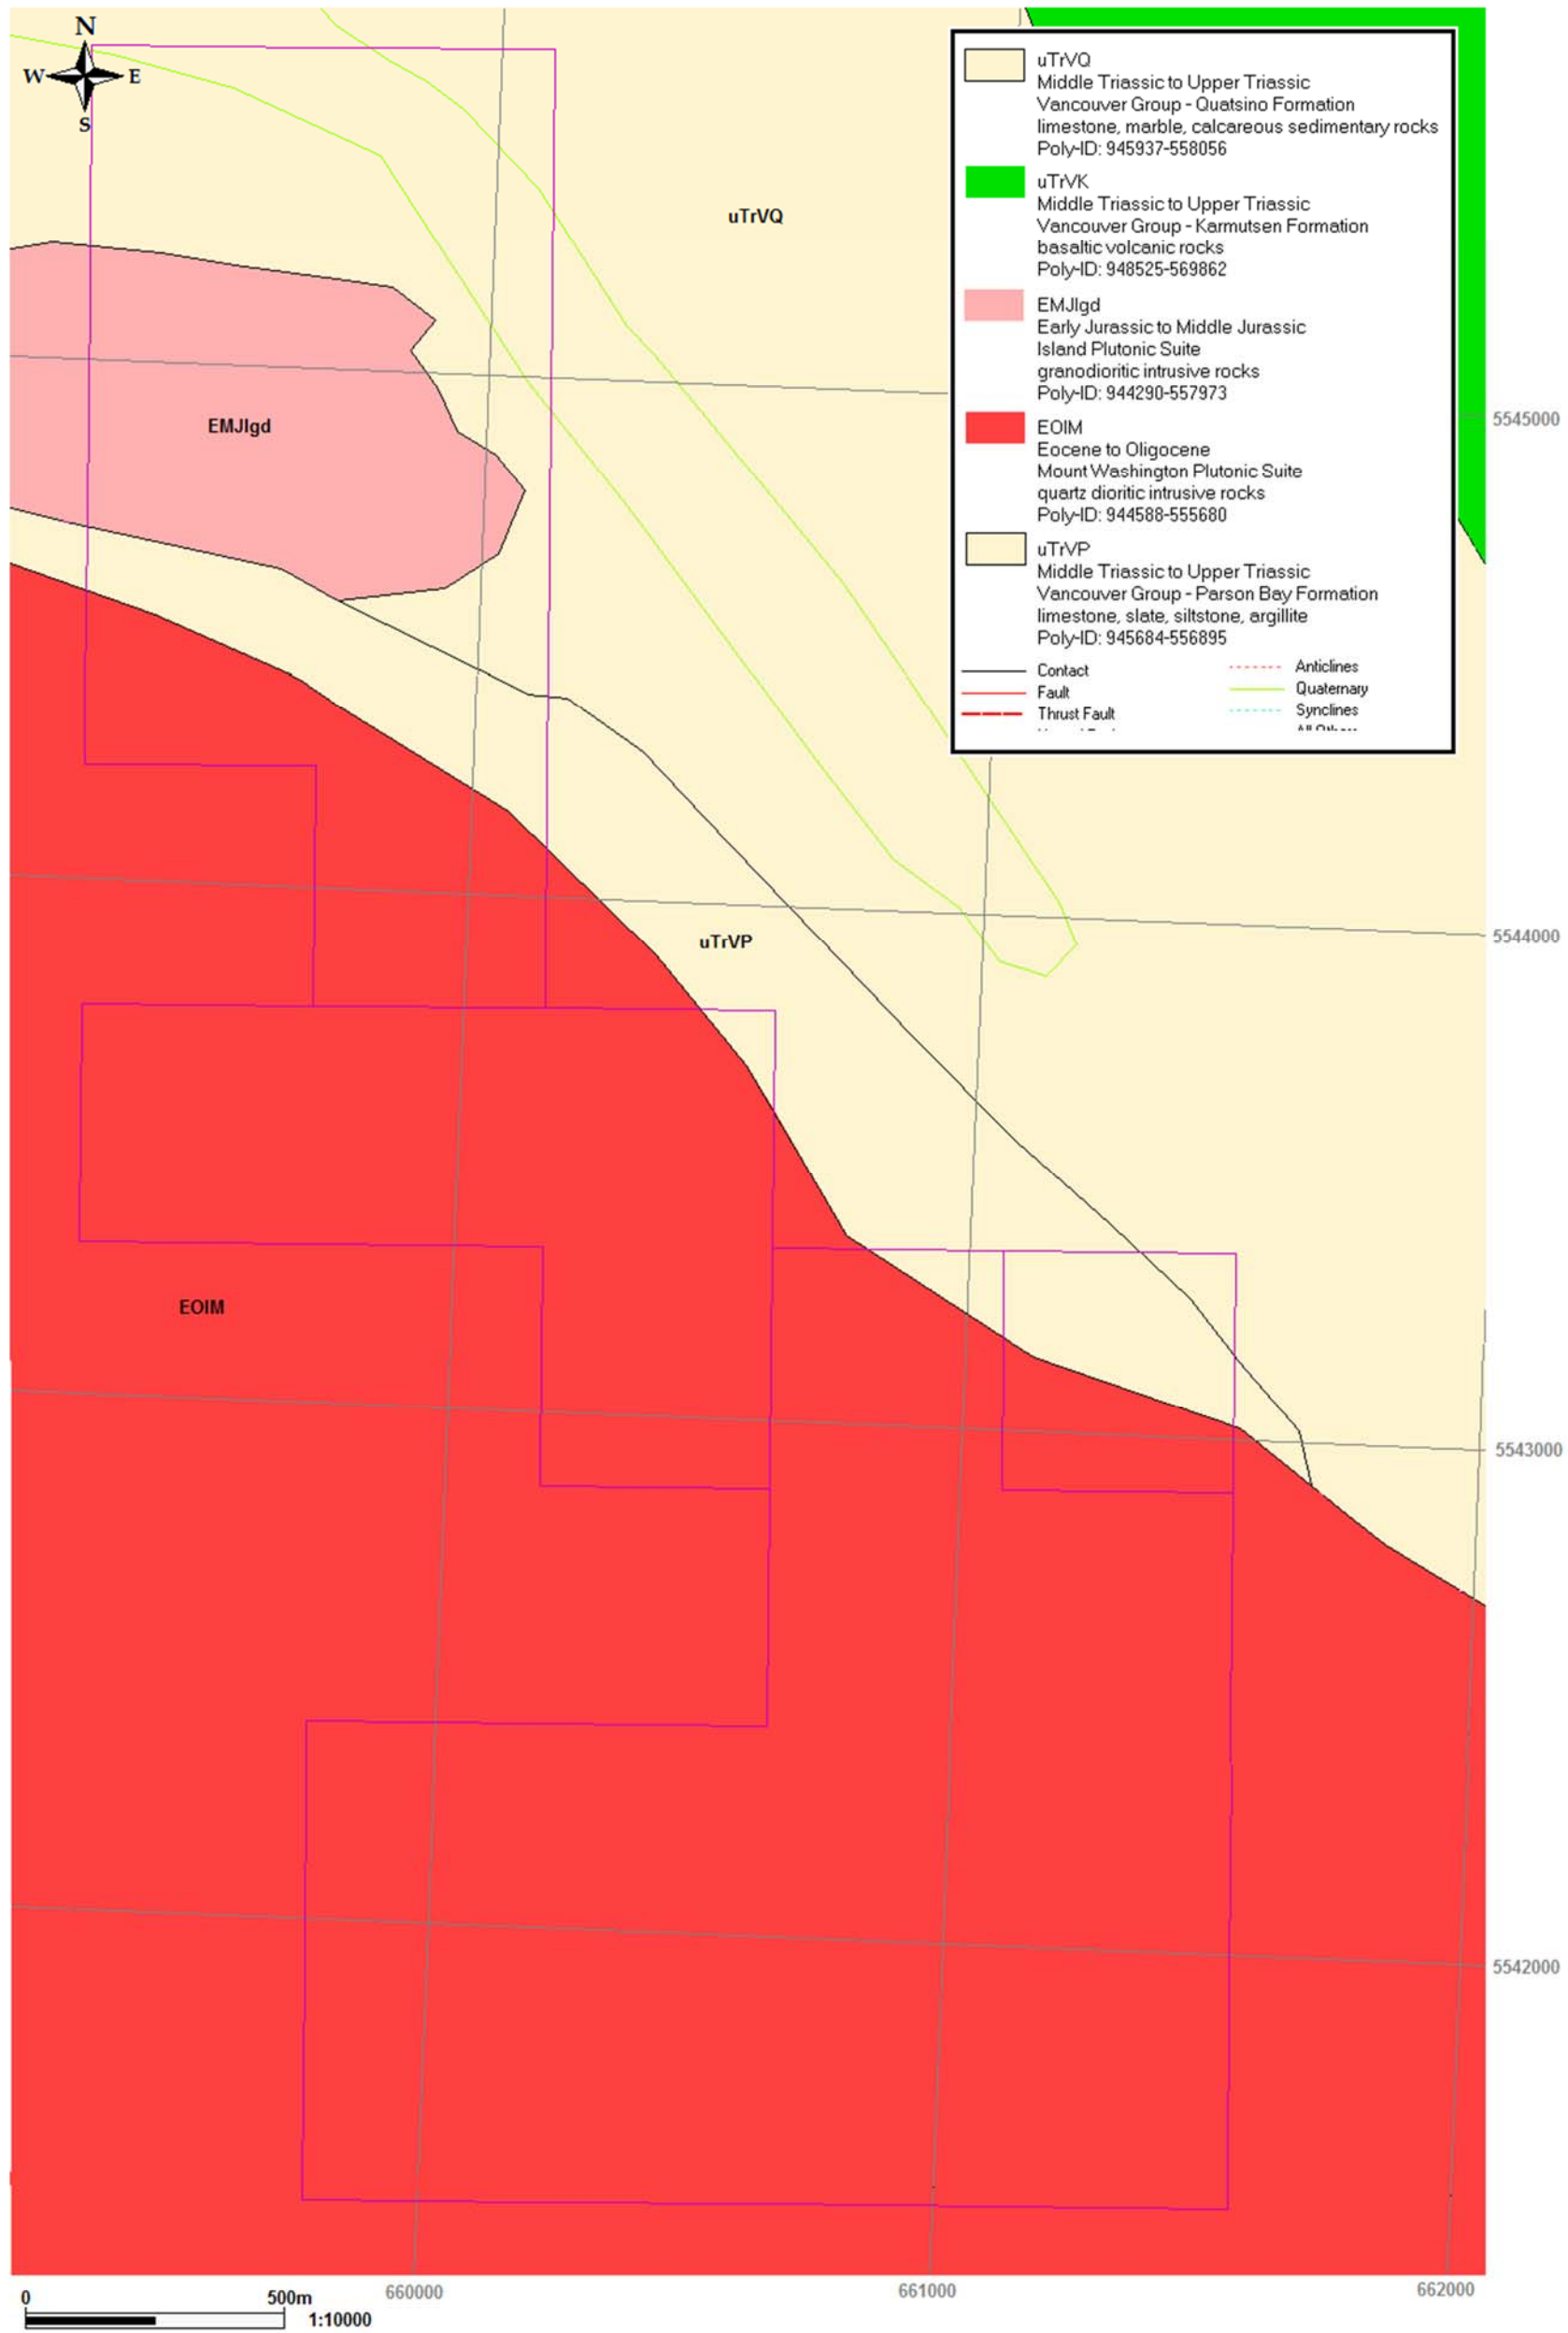 N
W E
S
uTrVQ
Middle Triassic to Upper Triassic
Vancouver Group - Quatsino Formation
limestone, marble, calcareous sedimentary rocks
Poly-ID: 945937-558056
uTrVK
Middle Triassic to Upper Triassic
Vancouver Group - Karmutsen Formation
basaltic volcanic rocks
Poly-ID: 948525-569862
EMJIgd
Early Jurassic to Middle Jurassic
Island Plutonic Suite
granodioritic intrusive rocks
Poly-ID: 944290-557973
EOIM
Eocene to Oligocene
Mount Washington Plutonic Suite
quartz dioritic intrusive rocks
Poly-ID: 944588-555680
uTrVP
Middle Triassic to Upper Triassic
Vancouver Group - Parson Bay Formation
limestone, slate, siltstone, argillite
Poly-ID: 945684-556895
Contact
Fault
Thrust Fault
Anticlines
Quaternary
Synclines
uTrVQ
EMJIgd
uTrVP
EOIM
5545000
5544000
5543000
5542000
660000
661000
662000
0 500m
1:10000